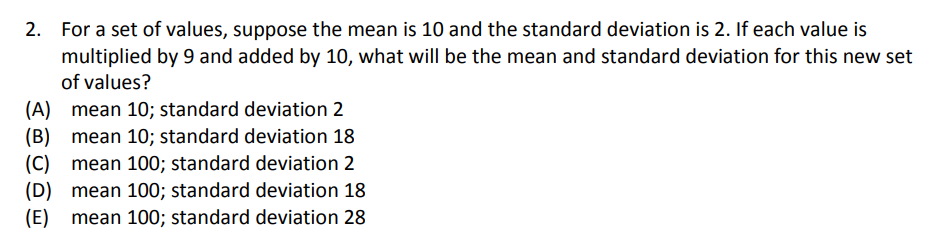 2. For a set of values, suppose the mean is 10 and the standard deviation is 2. If each value is
multiplied by 9 and added by 10, what will be the mean and standard deviation for this new set
of values?
(A) mean 10; standard deviation 2
(B) mean 10; standard deviation 18
(C) mean 100; standard deviation 2
(D) mean 100; standard deviation 18
(E) mean 100; standard deviation 28